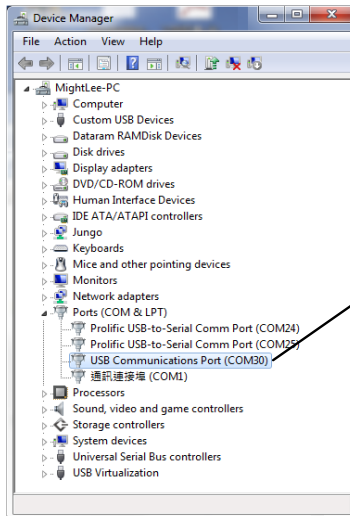 Device Manager
File Action View Help
MightLee-PC
Computer
Custom USB Devices
Dataram RAMDisk Devices
Disk drives
Display adapters
DVD/CD-ROM drives
Human Interface Devices
IDE ATA/ATAPI controllers
Jungo
Keyboards
Mice and other pointing devices
Monitors
Network adapters
Ports (COM & LPT)
Prolific USB-to-Serial Comm Port (COM24)
Prolific USB-to-Serial Comm Port (COM25)
USB Communications Port (COM30)
通訊連接埠 (COM1)
Processors
Sound, video and game controllers
Storage controllers
System devices
Universal Serial Bus controllers
USB Virtualization